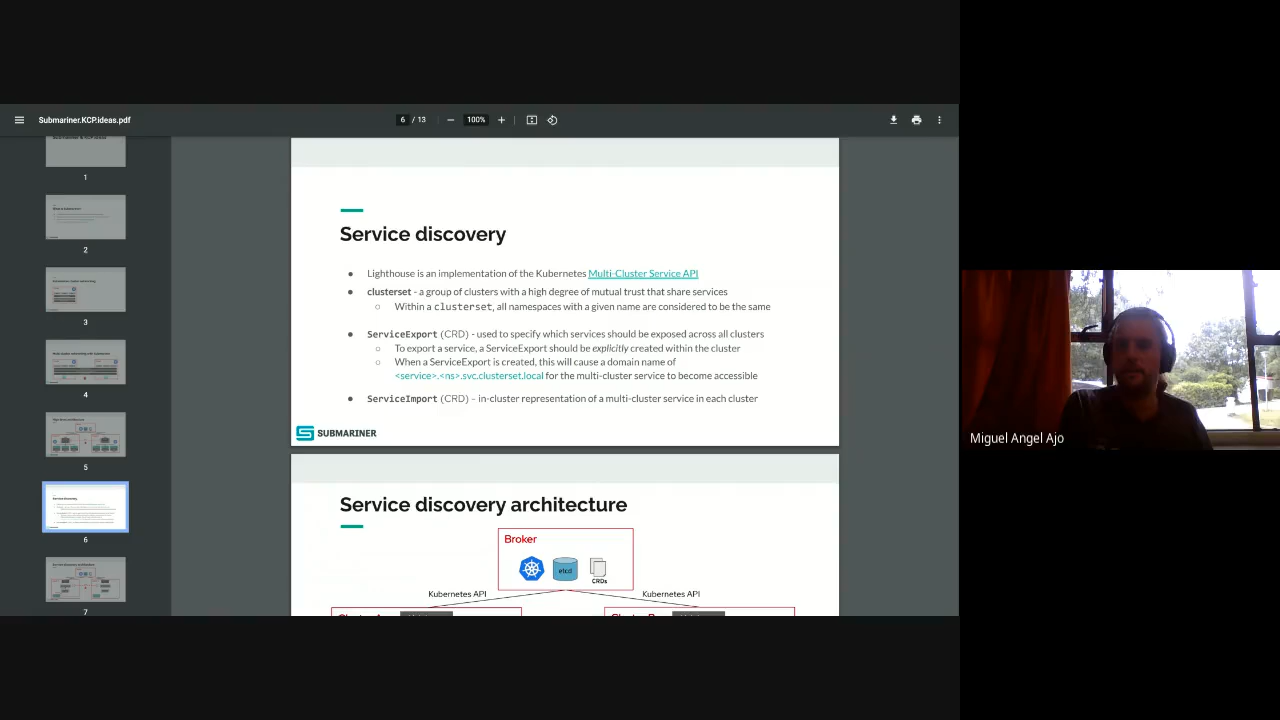 Submariner.KCP.ideas.pdf
6 / 13
100%
1
2
3
4
5
6
7
Service discovery
● Lighthouse is an implementation of the Kubernetes Multi-Cluster Service API
● clusterset - a group of clusters with a high degree of mutual trust that share services
○ Within a clusterset, all namespaces with a given name are considered to be the same
● ServiceExport (CRD) - used to specify which services should be exposed across all clusters
○ To export a service, a ServiceExport should be explicitly created within the cluster
○ When a ServiceExport is created, this will cause a domain name of
<service>.<ns>.svc.clusterset.local for the multi-cluster service to become accessible
● ServiceImport (CRD) - in-cluster representation of a multi-cluster service in each cluster
SUBMARINER
Service discovery architecture
Broker
etcd
CRDs
Kubernetes API
Kubernetes API
Miguel Angel Ajo